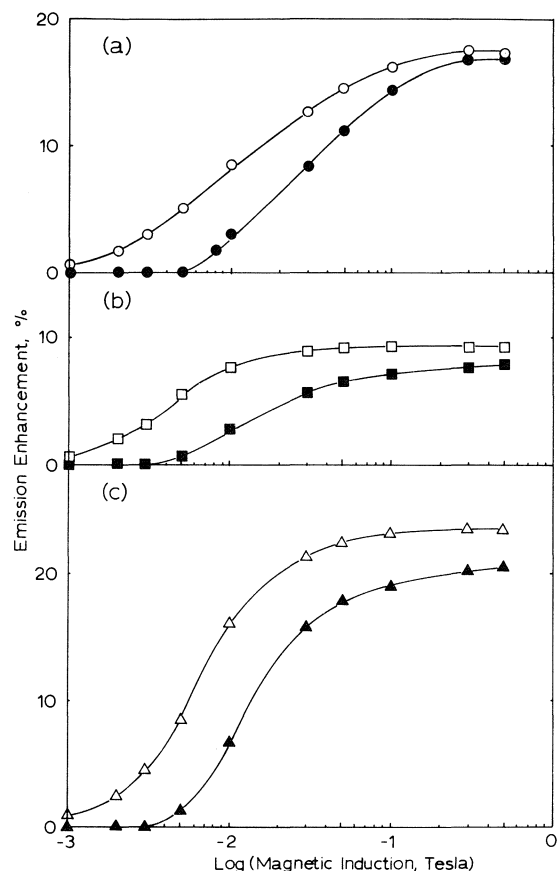 20
(a)
10
0
(b)
10
0
(c)
20
10
0
-3
-2
-1
0
Emission Enhancement, %
Log (Magnetic Induction, Tesla)